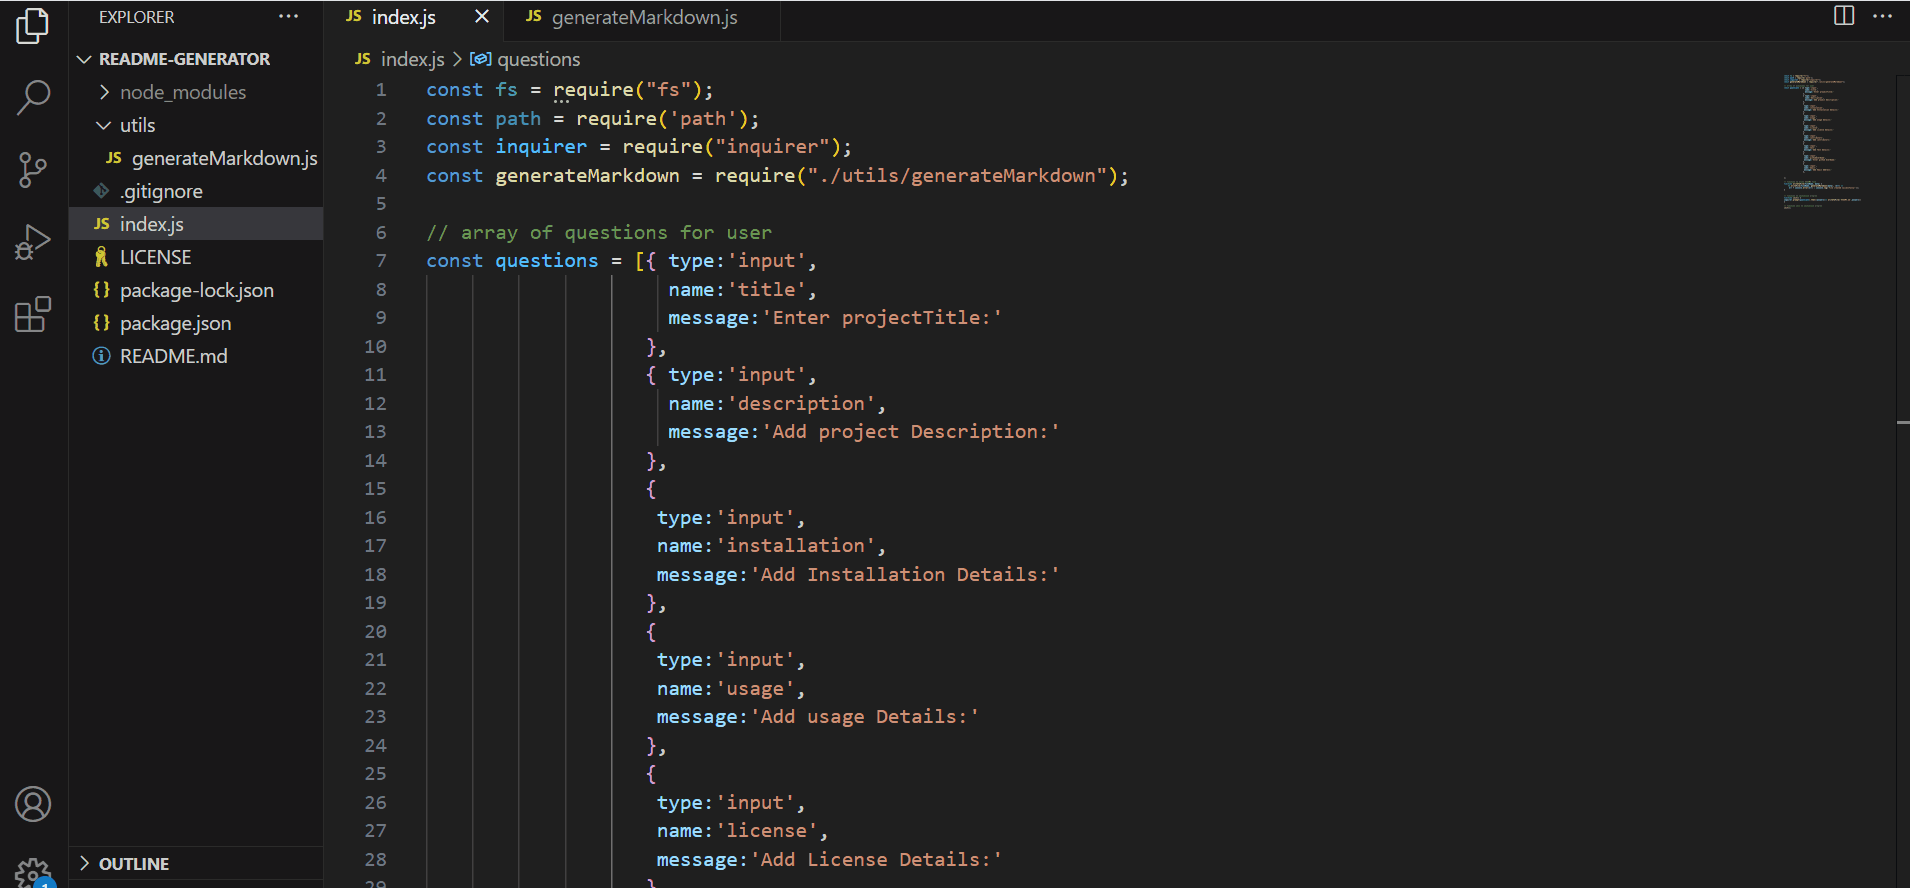 EXPLORER
README-GENERATOR
node_modules
utils
JS generateMarkdown.js
.gitignore
JS index.js
LICENSE
{} package-lock.json
{} package.json
README.md
OUTLINE
1
JS index.js
JS generateMarkdown.js
JS index.js > questions
1 const fs = require("fs");
2 const path = require('path');
3 const inquirer = require("inquirer");
4 const generateMarkdown = require("./utils/generateMarkdown");
5
6 // array of questions for user
7 const questions = [{ type:'input',
8 name:'title',
9 message:'Enter projectTitle:'
10 },
11 { type:'input',
12 name:'description',
13 message:'Add project Description:'
14 },
15 {
16 type:'input',
17 name:'installation',
18 message:'Add Installation Details:'
19 },
20 {
21 type:'input',
22 name:'usage',
23 message:'Add usage Details:'
24 },
25 {
26 type:'input',
27 name:'license',
28 message:'Add License Details:'
29 }